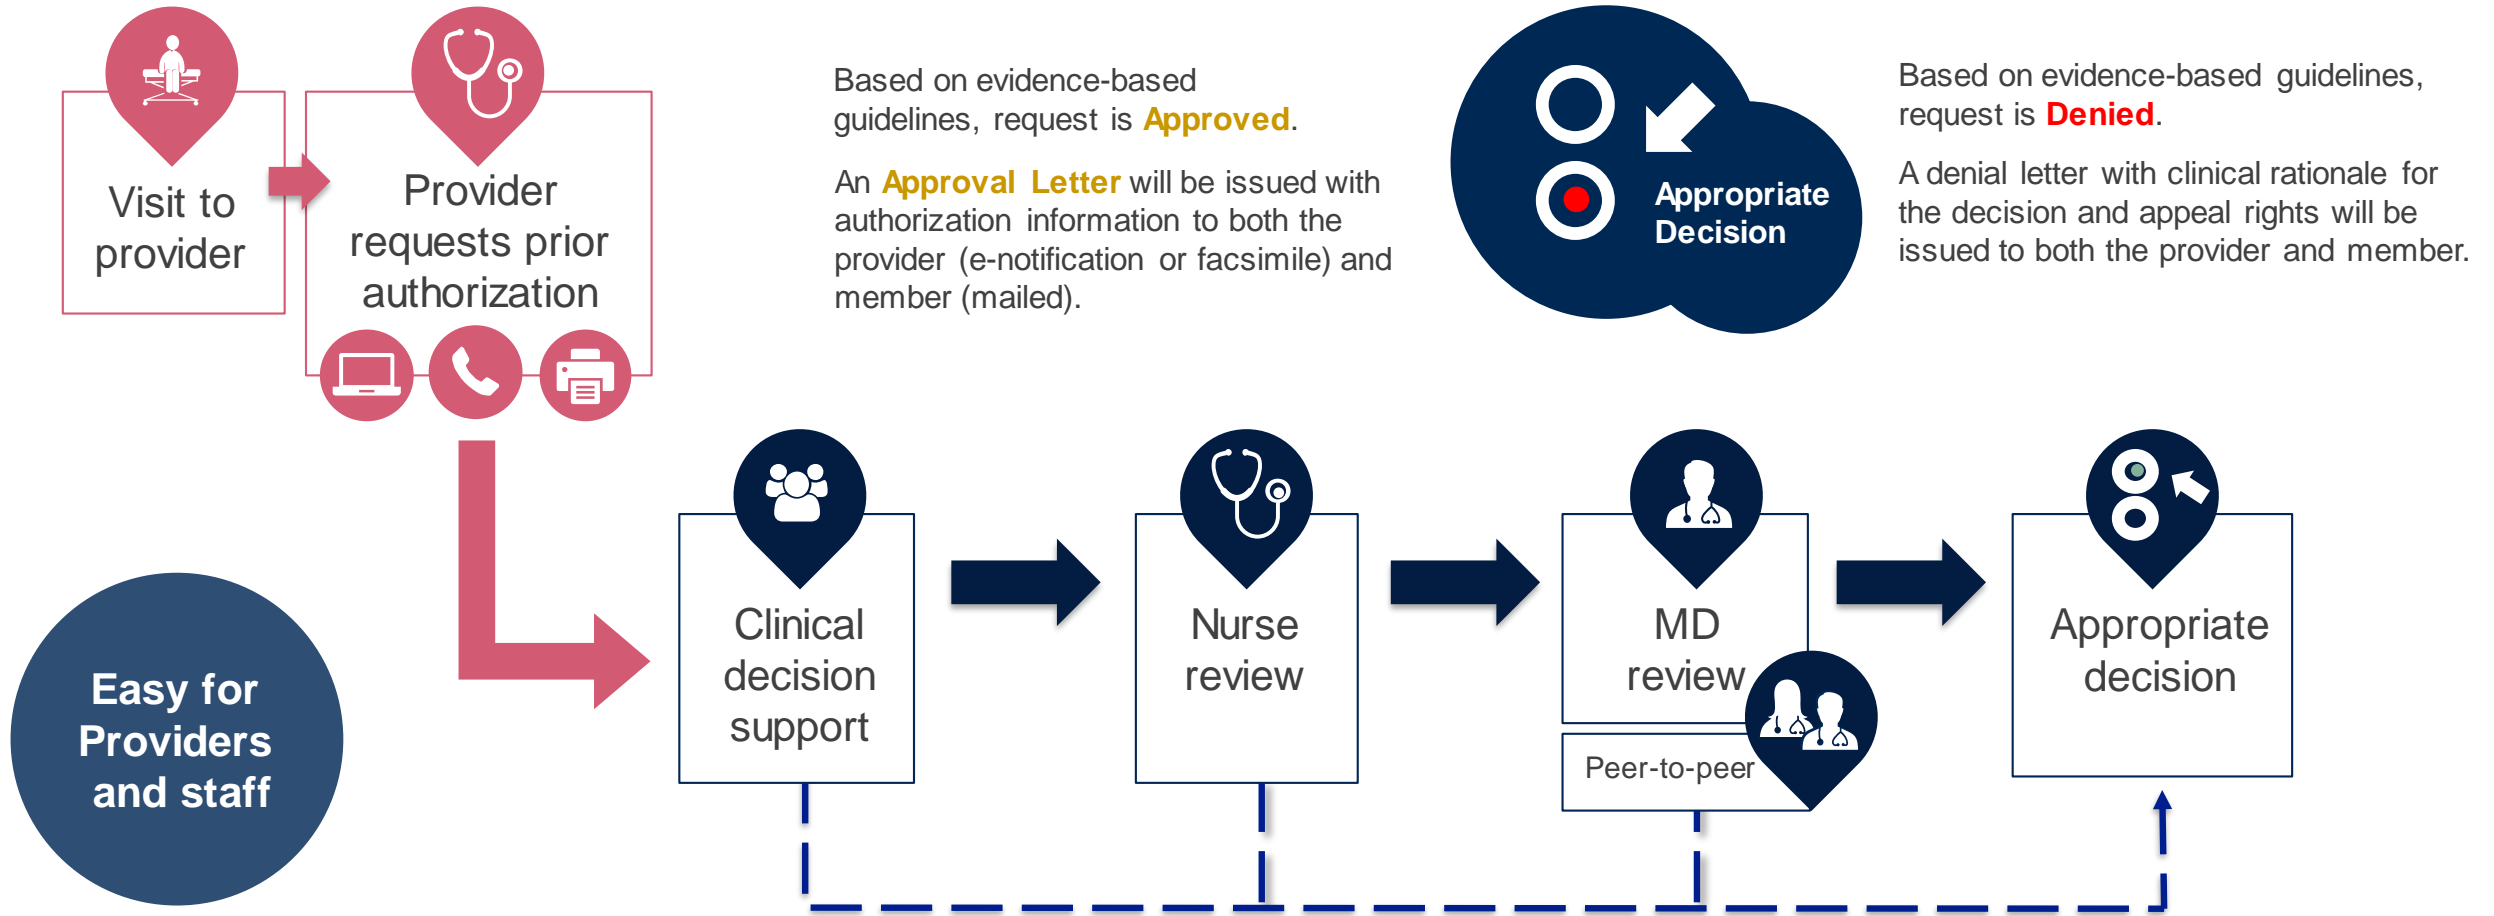 Visit to
provider
Provider
requests prior
authorization
Based on evidence-based
guidelines, request is Approved.
An Approval Letter will be issued with
authorization information to both the
provider (e-notification or facsimile) and
member (mailed).
Appropriate
Decision
Based on evidence-based guidelines,
request is Denied.
A denial letter with clinical rationale for
the decision and appeal rights will be
issued to both the provider and member.
Easy for
Providers
and staff
Clinical
decision
support
Nurse
review
MD
review
Peer-to-peer
Appropriate
decision